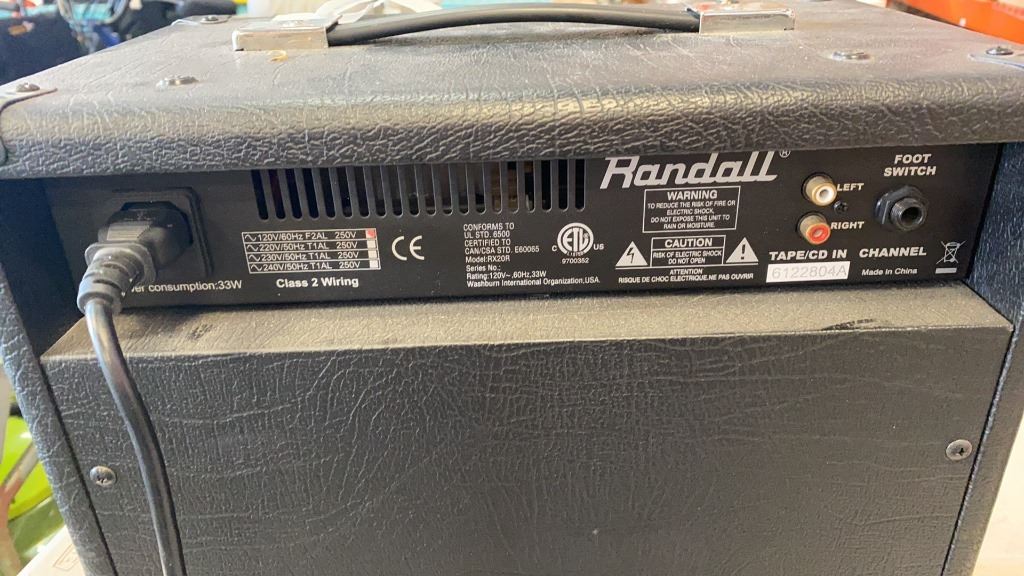 Randall®
FOOT
SWITCH
CHANNEL
LEFT
RIGHT
TAPE/CD IN
6122804A
Made in China
WARNING
TO REDUCE THE RISK OF FIRE OR
ELECTRIC SHOCK,
DO NOT EXPOSE THIS UNIT TO
RAIN OR MOISTURE.
CAUTION
RISK OF ELECTRIC SHOCK
DO NOT OPEN
ATTENTION
RISQUE DE CHOC ELECTRIQUE,NE PAS OUVRIR
C ETL US
LISTED
9700352
CONFORMS TO
UL STD. 6500
CERTIFIED TO
CAN/CSA STD. E60065
Model:RX20R
Series No.:
Rating:120V~,60Hz,33W
Washburn International Organization,USA.
CE
120V/60Hz F2AL 250V
220V/50Hz T1AL 250V
230V/50Hz T1AL 250V
240V/50Hz T1AL 250V
Class 2 Wiring
consumption:33W